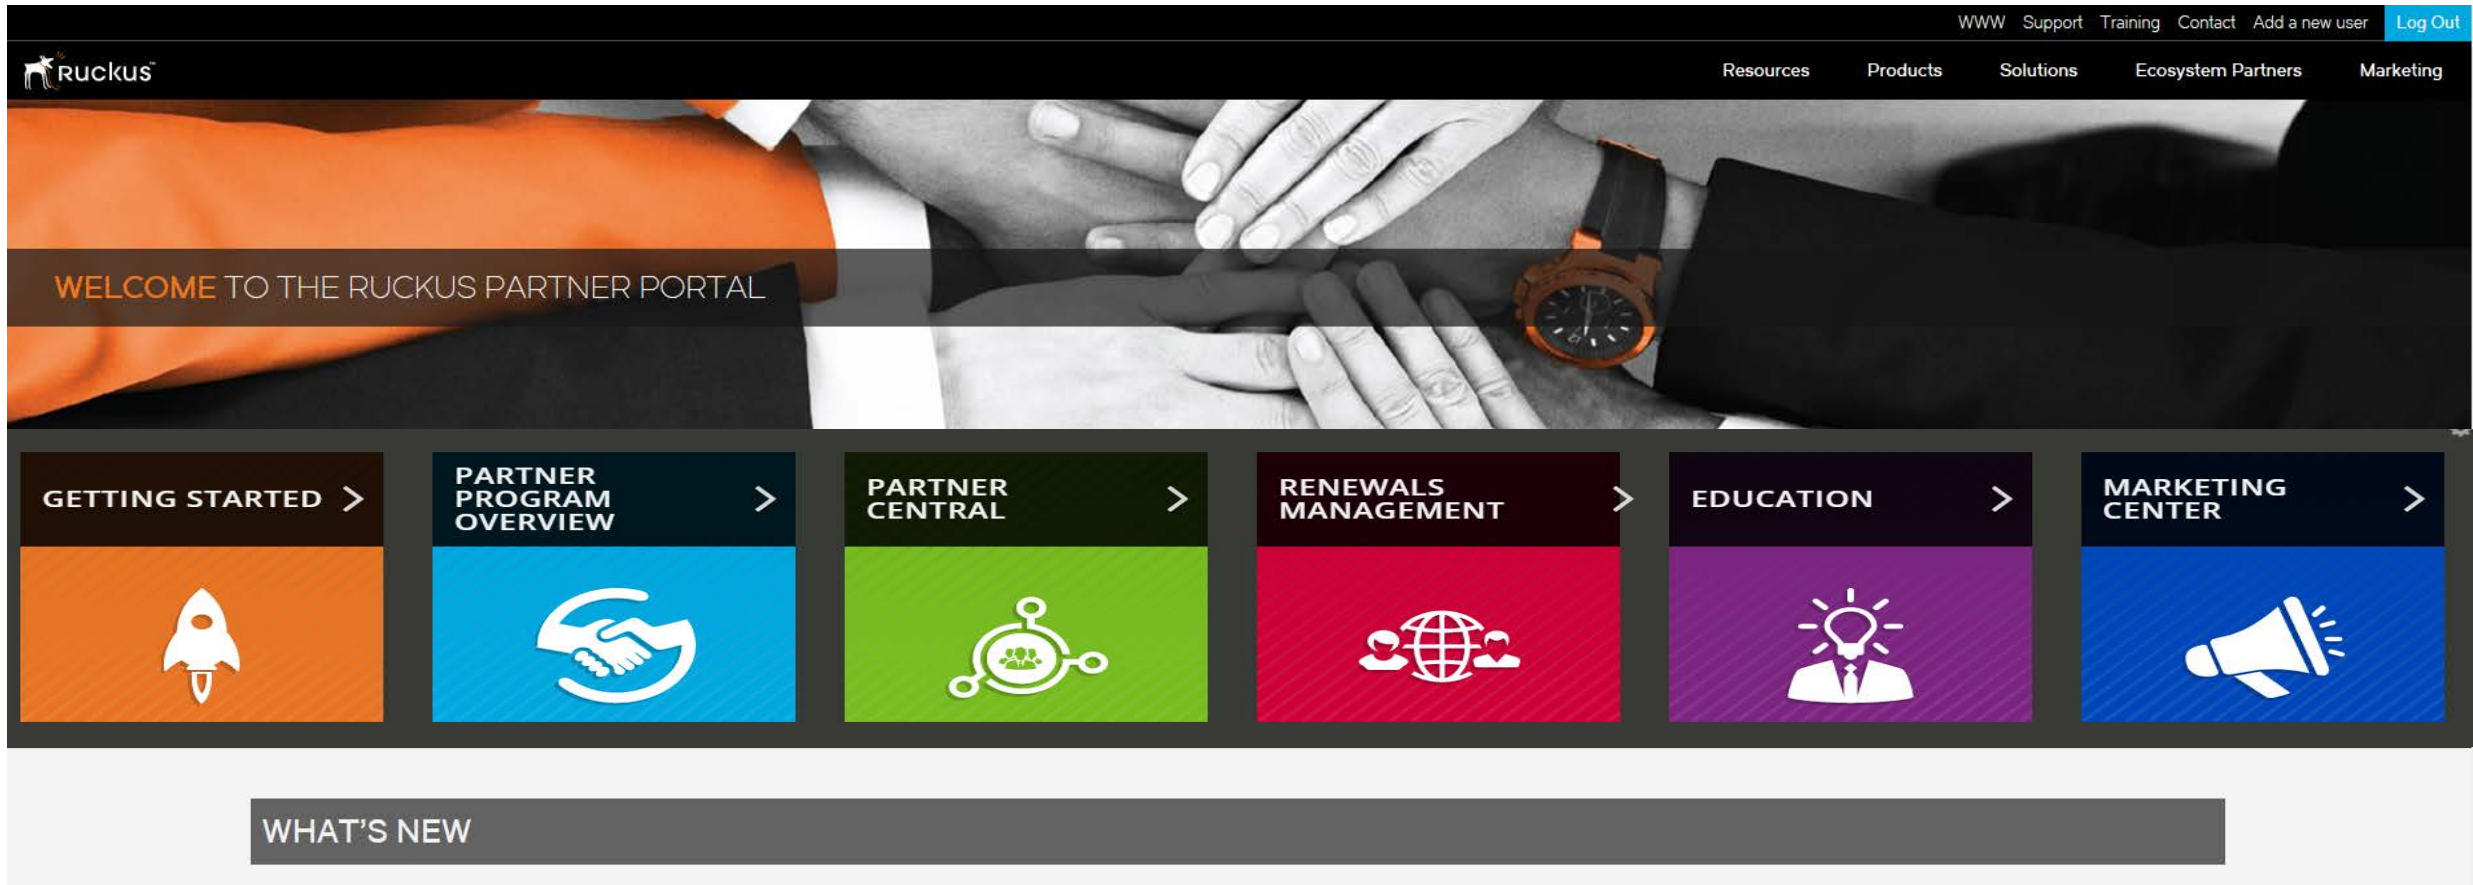 WWW Support Training Contact Add a new user Log Out
Ruckus™
Resources Products Solutions Ecosystem Partners Marketing
WELCOME TO THE RUCKUS PARTNER PORTAL
GETTING STARTED >
PARTNER
PROGRAM
OVERVIEW
>
PARTNER
CENTRAL
>
RENEWALS
MANAGEMENT
>
EDUCATION >
MARKETING
CENTER
>
WHAT'S NEW